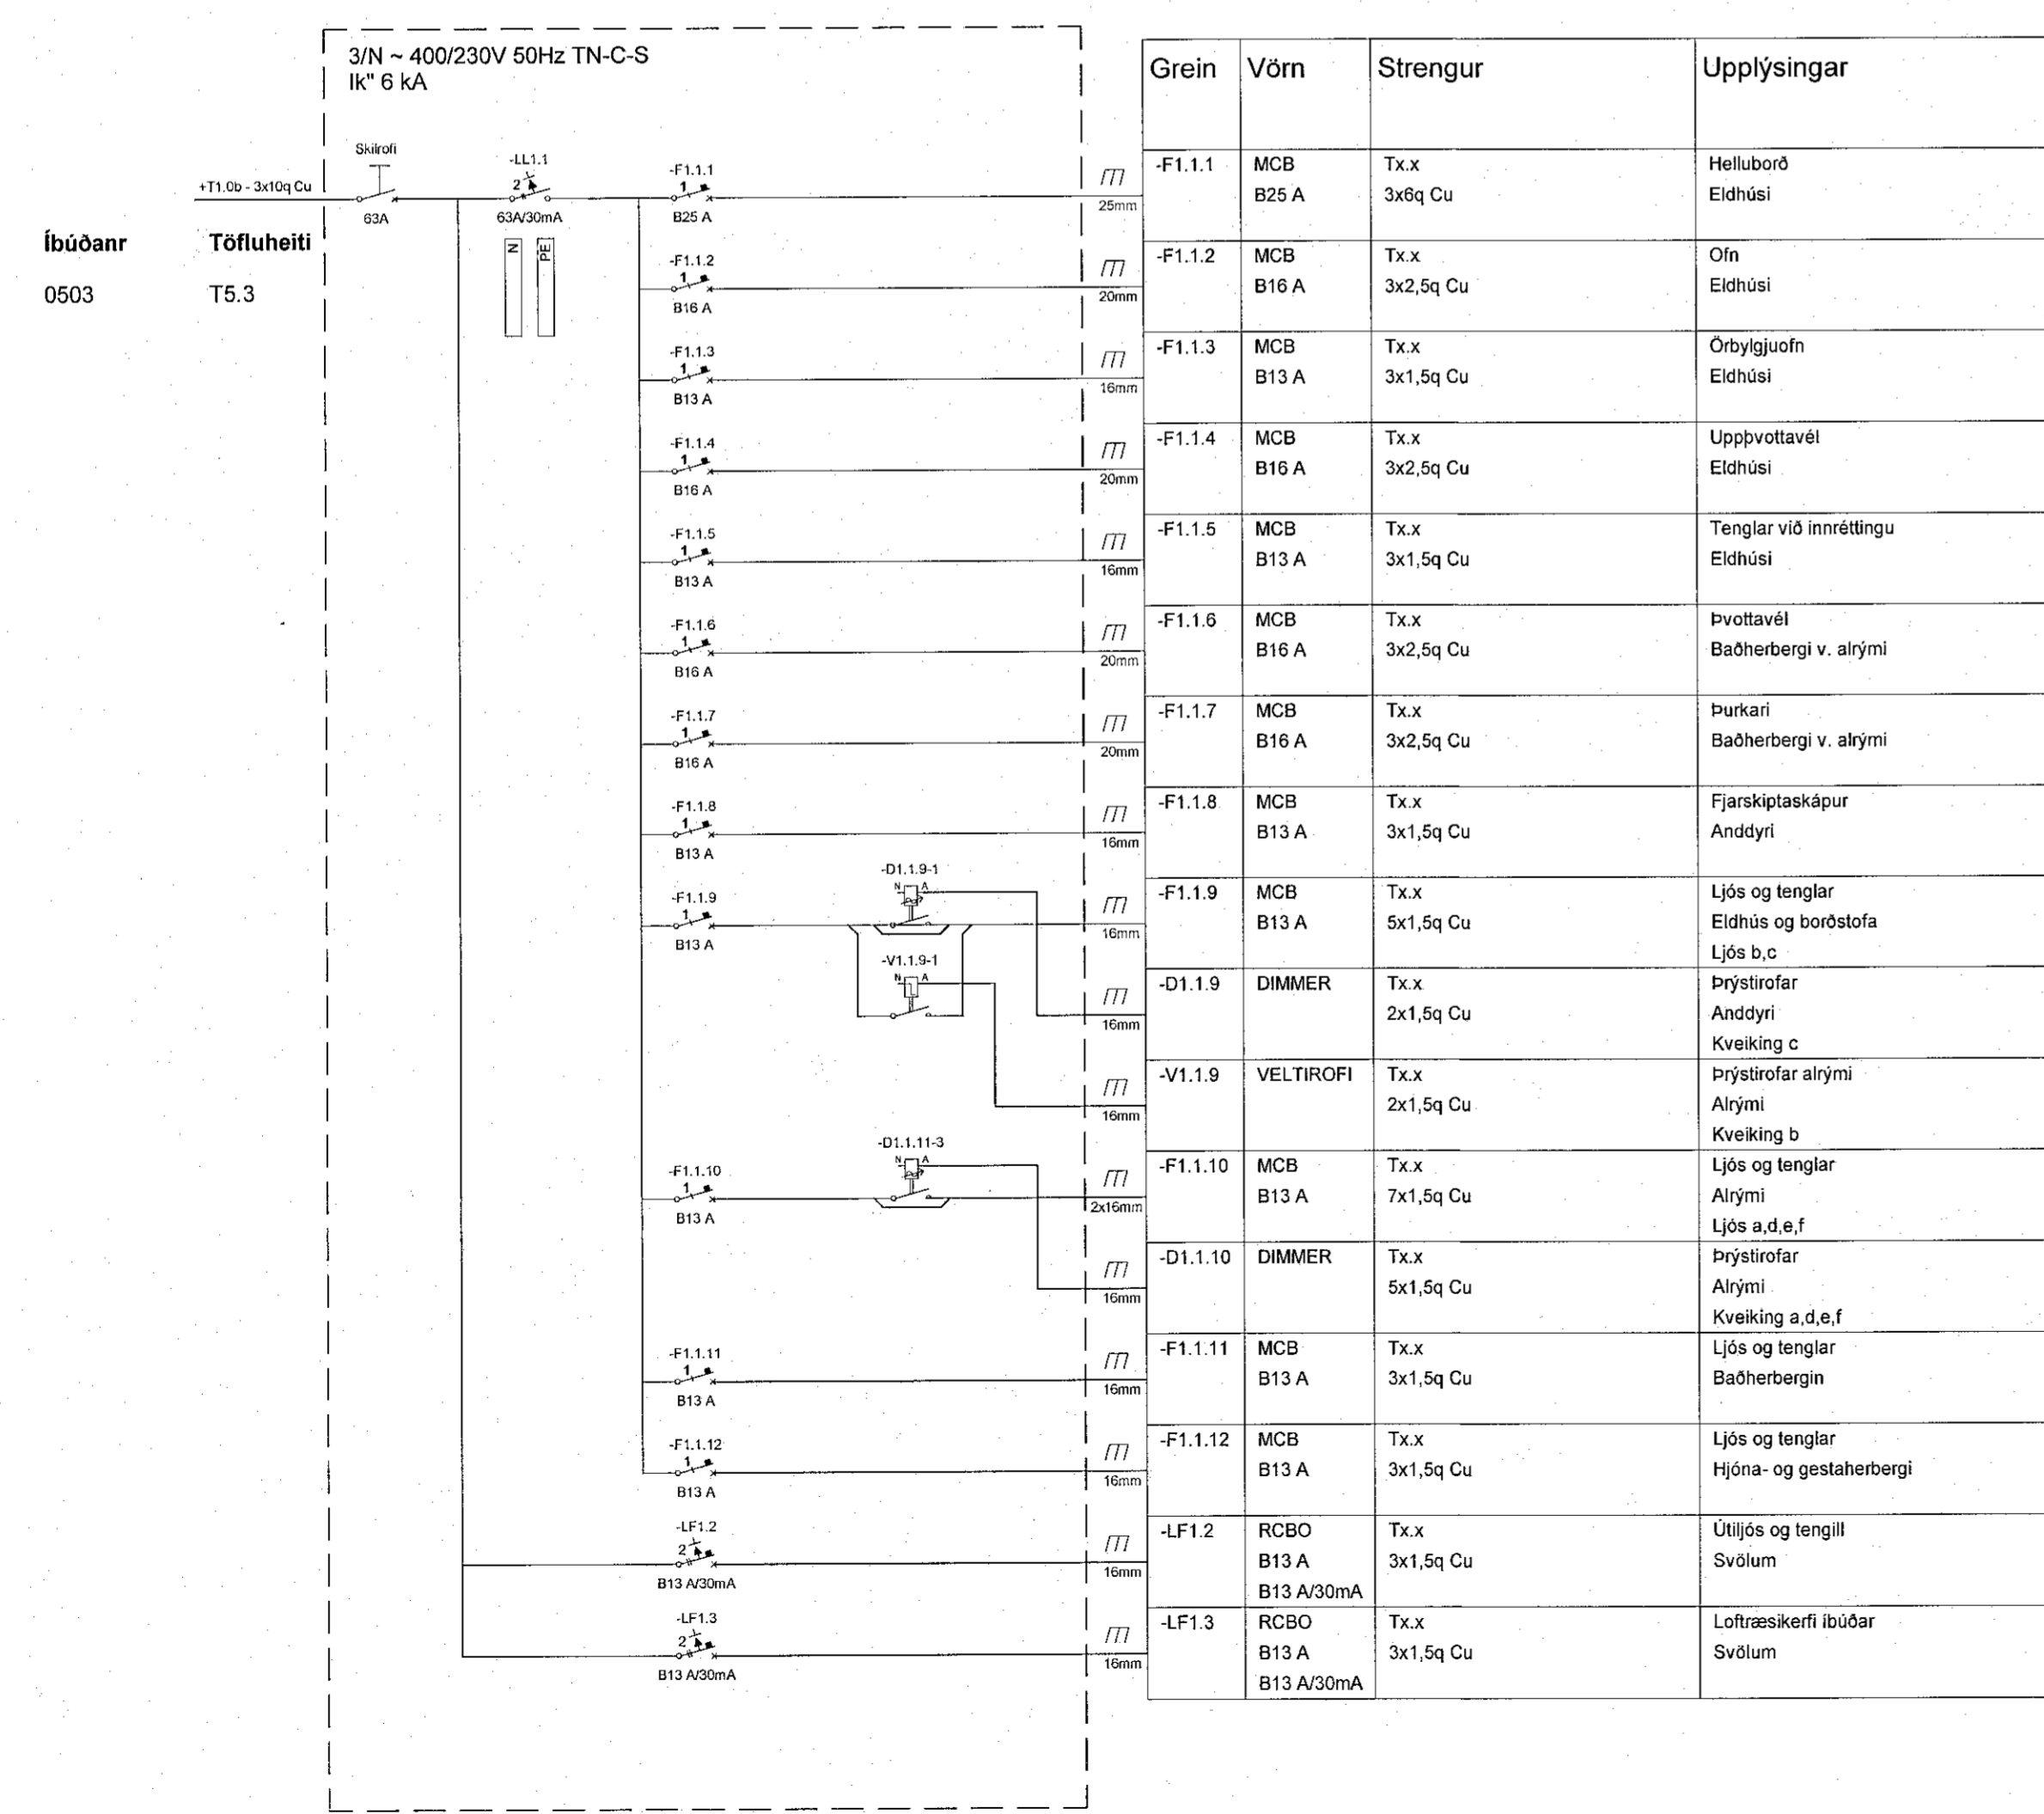 3/N ~ 400/230V 50Hz TN-C-S
Ik" 6 kA
Skilrofi
+T1.0b - 3x10q Cu
63A
-LL1.1
2
63A/30mA
N
PE
Íbúðanr
Töfluheiti
0503
T5.3
-F1.1.1
1
B25 A
25mm
-F1.1.2
1
B16 A
20mm
-F1.1.3
1
B13 A
16mm
-F1.1.4
1
B16 A
20mm
-F1.1.5
1
B13 A
16mm
-F1.1.6
1
B16 A
20mm
-F1.1.7
1
B16 A
20mm
-F1.1.8
1
B13 A
16mm
-D1.1.9-1
N A
-F1.1.9
1
B13 A
16mm
-V1.1.9-1
N A
16mm
16mm
-D1.1.11-3
N A
-F1.1.10
1
B13 A
2x16mm
16mm
-F1.1.11
1
B13 A
16mm
-F1.1.12
1
B13 A
16mm
-LF1.2
2
B13 A/30mA
16mm
-LF1.3
2
B13 A/30mA
16mm
Grein Vörn Strengur Upplýsingar
-F1.1.1 MCB Tx.x Helluborð
B25 A 3x6q Cu Eldhúsi
-F1.1.2 MCB Tx.x Ofn
B16 A 3x2,5q Cu Eldhúsi
-F1.1.3 MCB Tx.x Örbylgjuofn
B13 A 3x1,5q Cu Eldhúsi
-F1.1.4 MCB Tx.x Uppþvottavél
B16 A 3x2,5q Cu Eldhúsi
-F1.1.5 MCB Tx.x Tenglar við innréttingu
B13 A 3x1,5q Cu Eldhúsi
-F1.1.6 MCB Tx.x Þvottavél
B16 A 3x2,5q Cu Baðherbergi v. alrými
-F1.1.7 MCB Tx.x Þurkari
B16 A 3x2,5q Cu Baðherbergi v. alrými
-F1.1.8 MCB Tx.x Fjarskiptaskápur
B13 A 3x1,5q Cu Anddyri
-F1.1.9 MCB Tx.x Ljós og tenglar
B13 A 5x1,5q Cu Eldhús og borðstofa
Ljós b,c
-D1.1.9 DIMMER Tx.x Þrýstirofar
2x1,5q Cu Anddyri
Kveiking c
-V1.1.9 VELTIROFI Tx.x Þrýstirofar alrými
2x1,5q Cu Alrými
Kveiking b
-F1.1.10 MCB Tx.x Ljós og tenglar
B13 A 7x1,5q Cu Alrými
Ljós a,d,e,f
-D1.1.10 DIMMER Tx.x Þrýstirofar
5x1,5q Cu Alrými
Kveiking a,d,e,f
-F1.1.11 MCB Tx.x Ljós og tenglar
B13 A 3x1,5q Cu Baðherbergin
-F1.1.12 MCB Tx.x Ljós og tenglar
B13 A 3x1,5q Cu Hjóna- og gestaherbergi
-LF1.2 RCBO Tx.x Útiljós og tengill
B13 A 3x1,5q Cu Svölum
B13 A/30mA
-LF1.3 RCBO Tx.x Loftræsikerfi íbúðar
B13 A 3x1,5q Cu Svölum
B13 A/30mA